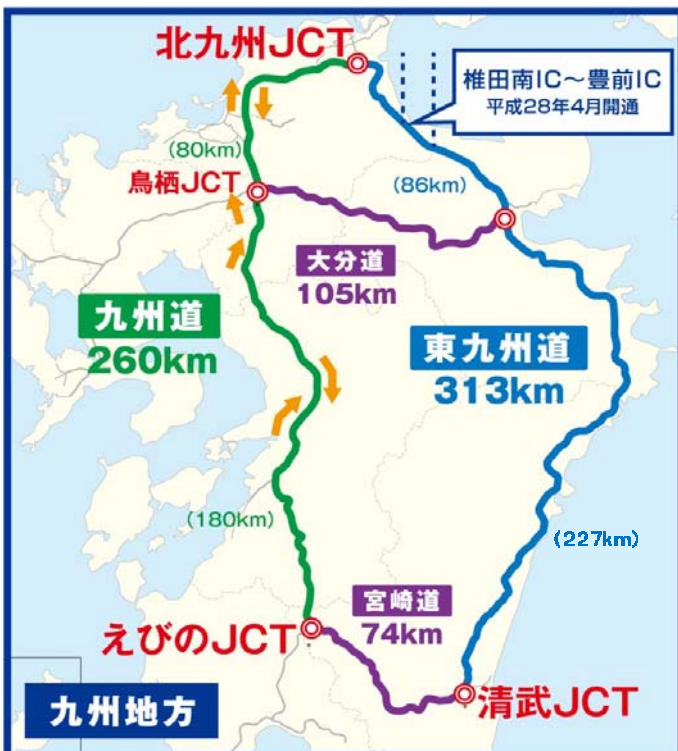 北九州JCT
椎田南IC～豊前IC
平成28年4月開通
(80km)
鳥栖JCT
(86km)
大分道
105km
九州道
260km
東九州道
313km
(180km)
(227km)
宮崎道
74km
えびのJCT
清武JCT
九州地方